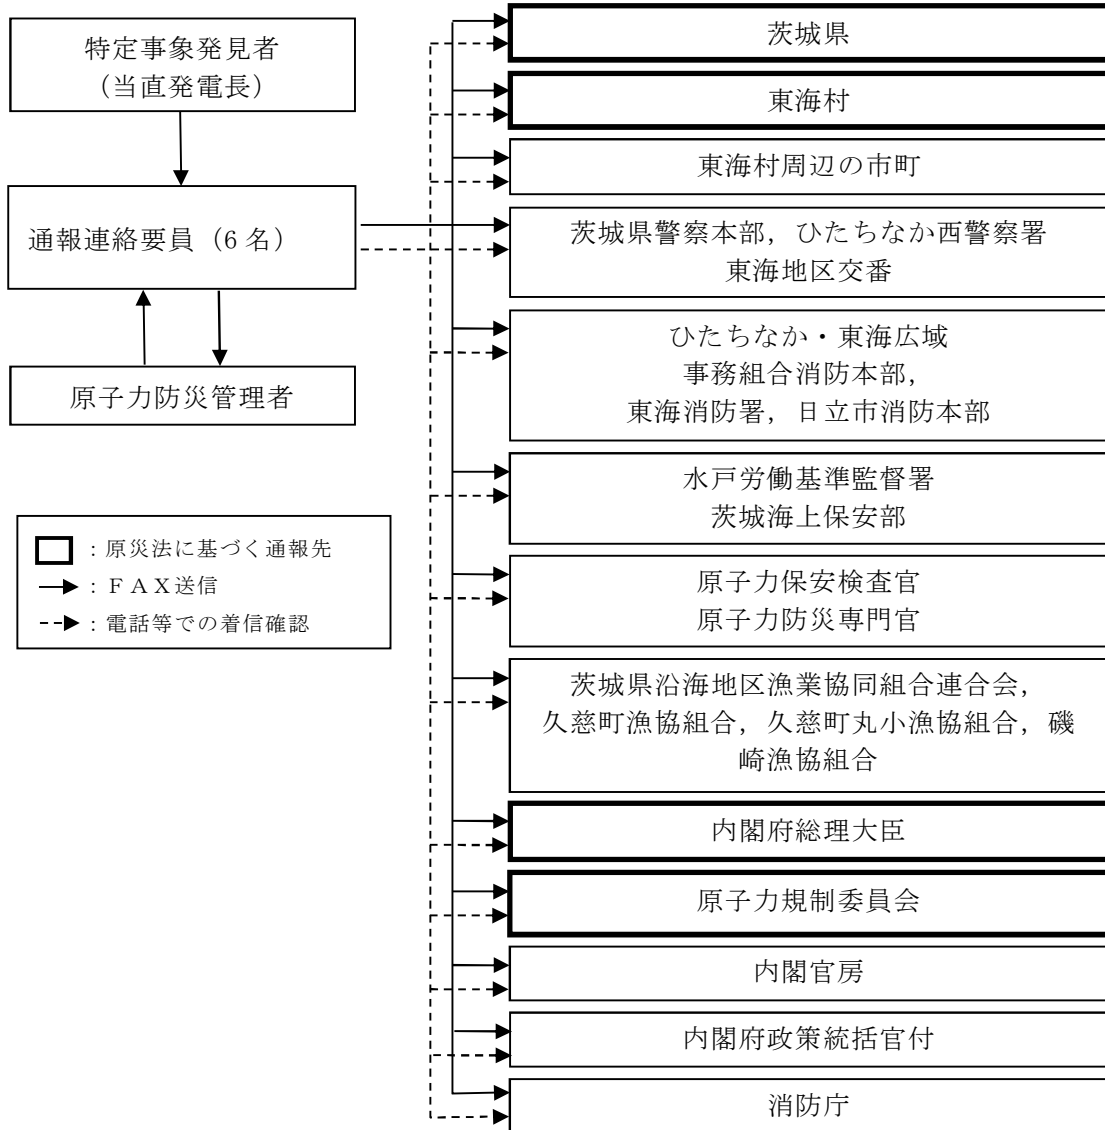 特定事象発見者
（当直発電長）
通報連絡要員（6名）
原子力防災管理者
：原災法に基づく通報先
：ＦＡＸ送信
：電話等での着信確認
茨城県
東海村
東海村周辺の市町
茨城県警察本部，ひたちなか西警察署
東海地区交番
ひたちなか・東海広域
事務組合消防本部，
東海消防署，日立市消防本部
水戸労働基準監督署
茨城海上保安部
原子力保安検査官
原子力防災専門官
茨城県沿海地区漁業協同組合連合会，
久慈町漁協組合，久慈町丸小漁協組合，磯
崎漁協組合
内閣府総理大臣
原子力規制委員会
内閣官房
内閣府政策統括官付
消防庁